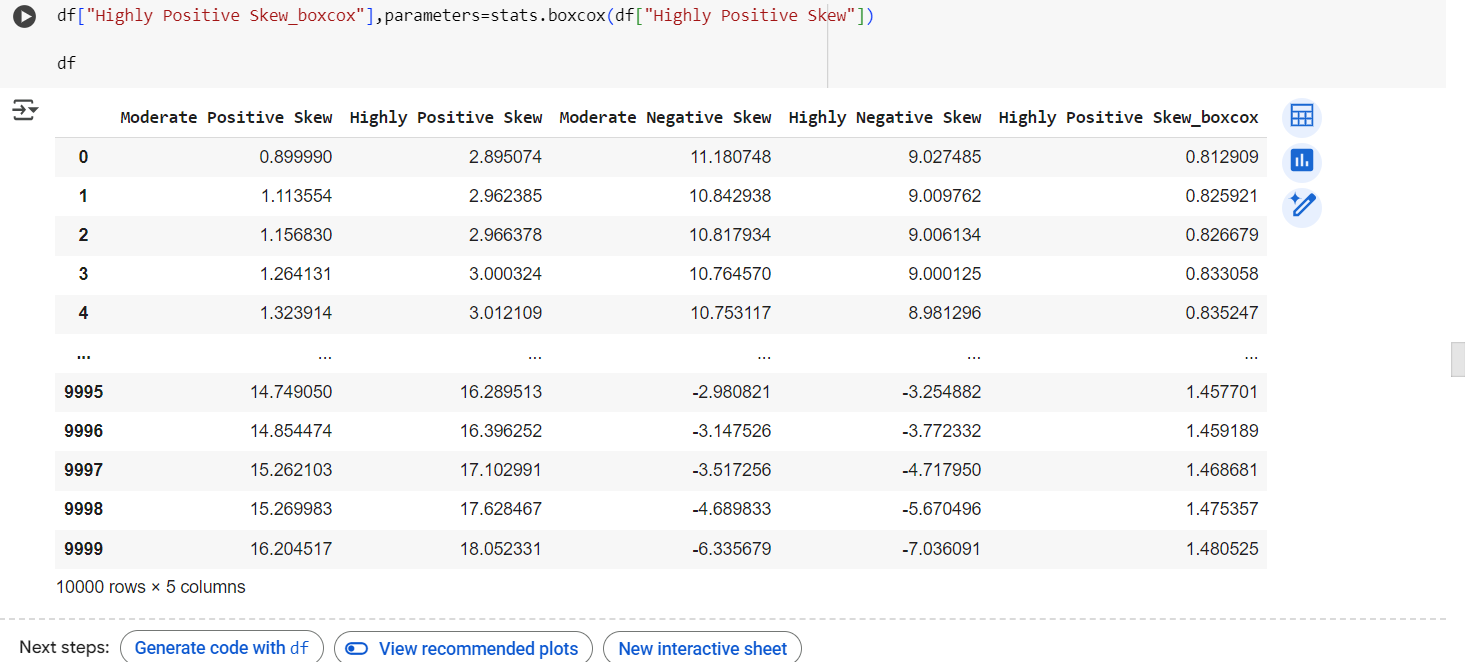 df["Highly Positive Skew_boxcox"],parameters=stats.boxcox(df["Highly Positive Skew"])
df
Moderate Positive Skew Highly Positive Skew Moderate Negative Skew Highly Negative Skew Highly Positive Skew_boxcox
0 0.899990 2.895074 11.180748 9.027485 0.812909
1 1.113554 2.962385 10.842938 9.009762 0.825921
2 1.156830 2.966378 10.817934 9.006134 0.826679
3 1.264131 3.000324 10.764570 9.000125 0.833058
4 1.323914 3.012109 10.753117 8.981296 0.835247
... ... ... ... ... ...
9995 14.749050 16.289513 -2.980821 -3.254882 1.457701
9996 14.854474 16.396252 -3.147526 -3.772332 1.459189
9997 15.262103 17.102991 -3.517256 -4.717950 1.468681
9998 15.269983 17.628467 -4.689833 -5.670496 1.475357
9999 16.204517 18.052331 -6.335679 -7.036091 1.480525
10000 rows × 5 columns
Next steps: Generate code with df View recommended plots New interactive sheet